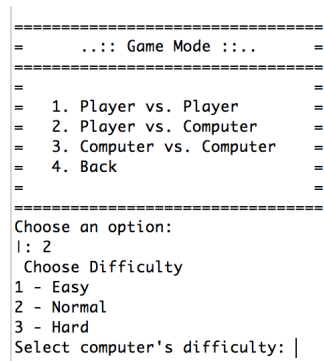 ==================================
=      ..:: Game Mode ::..       =
==================================
=                                =
=   1. Player vs. Player         =
=   2. Player vs. Computer       =
=   3. Computer vs. Computer     =
=   4. Back                      =
=                                =
==================================
Choose an option:
|: 2
 Choose Difficulty
1 - Easy
2 - Normal
3 - Hard
Select computer's difficulty: